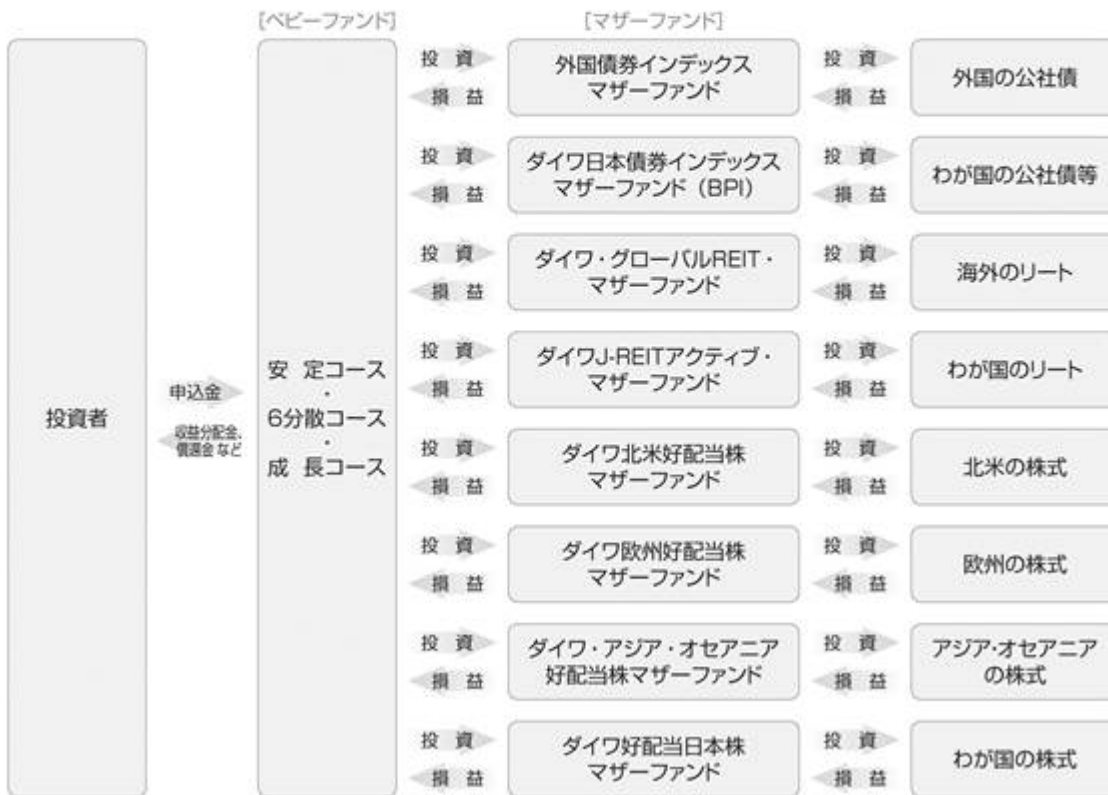 [ベビーファンド]
[マザーファンド]
投資者
申込金
収益分配金、
償還金 など
安 定コース
・
6分散コース
・
成 長コース
投 資
損 益
外国債券インデックス
マザーファンド
投 資
損 益
外国の公社債
投 資
損 益
ダイワ日本債券インデックス
マザーファンド（BPI）
投 資
損 益
わが国の公社債等
投 資
損 益
ダイワ・グローバルREIT・
マザーファンド
投 資
損 益
海外のリート
投 資
損 益
ダイワJ-REITアクティブ・
マザーファンド
投 資
損 益
わが国のリート
投 資
損 益
ダイワ北米好配当株
マザーファンド
投 資
損 益
北米の株式
投 資
損 益
ダイワ欧州好配当株
マザーファンド
投 資
損 益
欧州の株式
投 資
損 益
ダイワ・アジア・オセアニア
好配当株マザーファンド
投 資
損 益
アジア・オセアニア
の株式
投 資
損 益
ダイワ好配当日本株
マザーファンド
投 資
損 益
わが国の株式